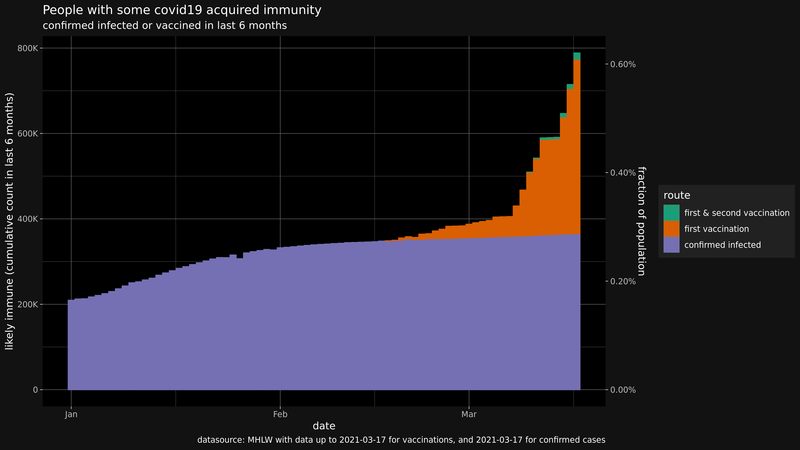 People with some covid19 acquired immunity
confirmed infected or vaccined in last 6 months
likely immune (cumulative count in last 6 months)
800K
600K
400K
200K
0
Jan
Feb
Mar
date
0.60%
0.40%
0.20%
0.00%
fraction of population
route
first & second vaccination
first vaccination
confirmed infected
datasource: MHLW with data up to 2021-03-17 for vaccinations, and 2021-03-17 for confirmed cases